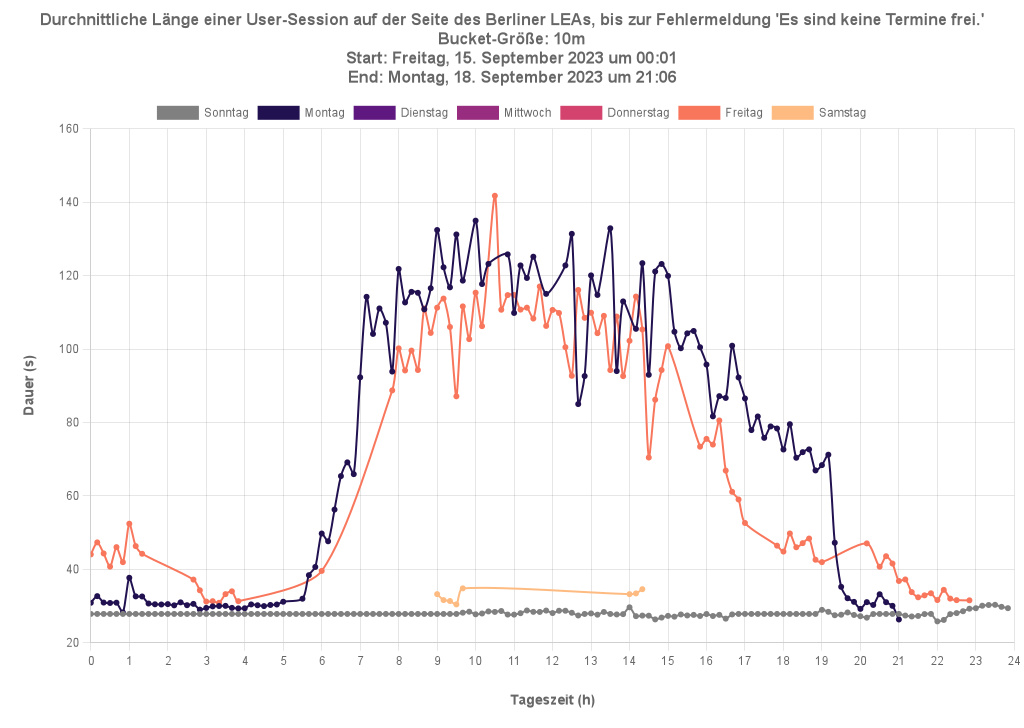 Durchnittliche Länge einer User-Session auf der Seite des Berliner LEAs, bis zur Fehlermeldung 'Es sind keine Termine frei.'
Bucket-Größe: 10m
Start: Freitag, 15. September 2023 um 00:01
End: Montag, 18. September 2023 um 21:06
Sonntag Montag Dienstag Mittwoch Donnerstag Freitag Samstag
160
140
120
100
80
60
40
20
Dauer (s)
0 1 2 3 4 5 6 7 8 9 10 11 12 13 14 15 16 17 18 19 20 21 22 23 24
Tageszeit (h)